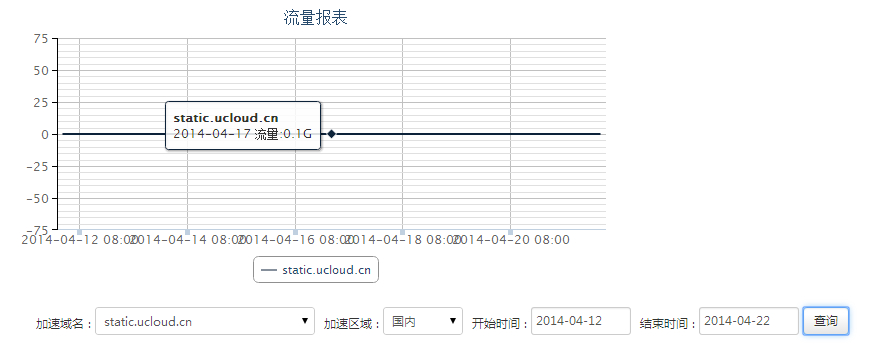 流量报表
75
50
25
static.ucloud.cn
2014-04-17 流量:0.1G
0
-25
-50
-75
2014-04-12 08:00 2014-04-14 08:00 2014-04-16 08:00 2014-04-18 08:00 2014-04-20 08:00
static.ucloud.cn
加速域名： static.ucloud.cn 加速区域： 国内 开始时间： 2014-04-12 结束时间： 2014-04-22 查询